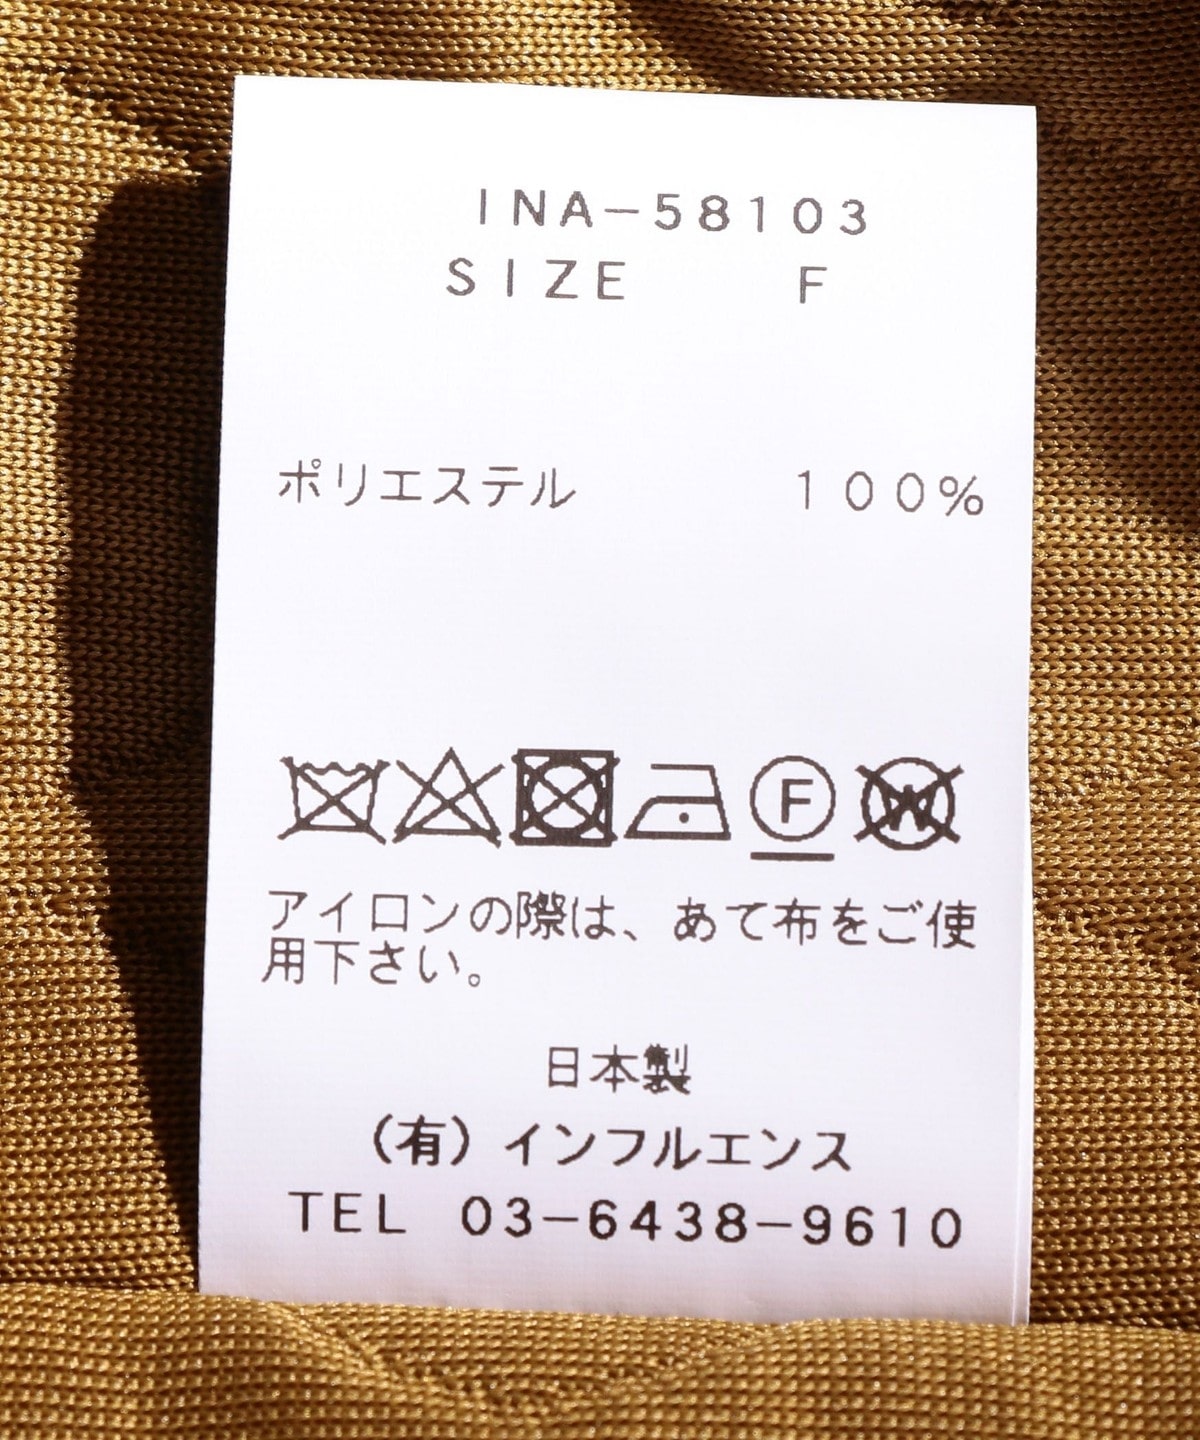 INA-58103
SIZE F
ポリエステル 100%
F
W
アイロンの際は、あて布をご使
用下さい。
日本製
(有)インフルエンス
TEL 03-6438-9610